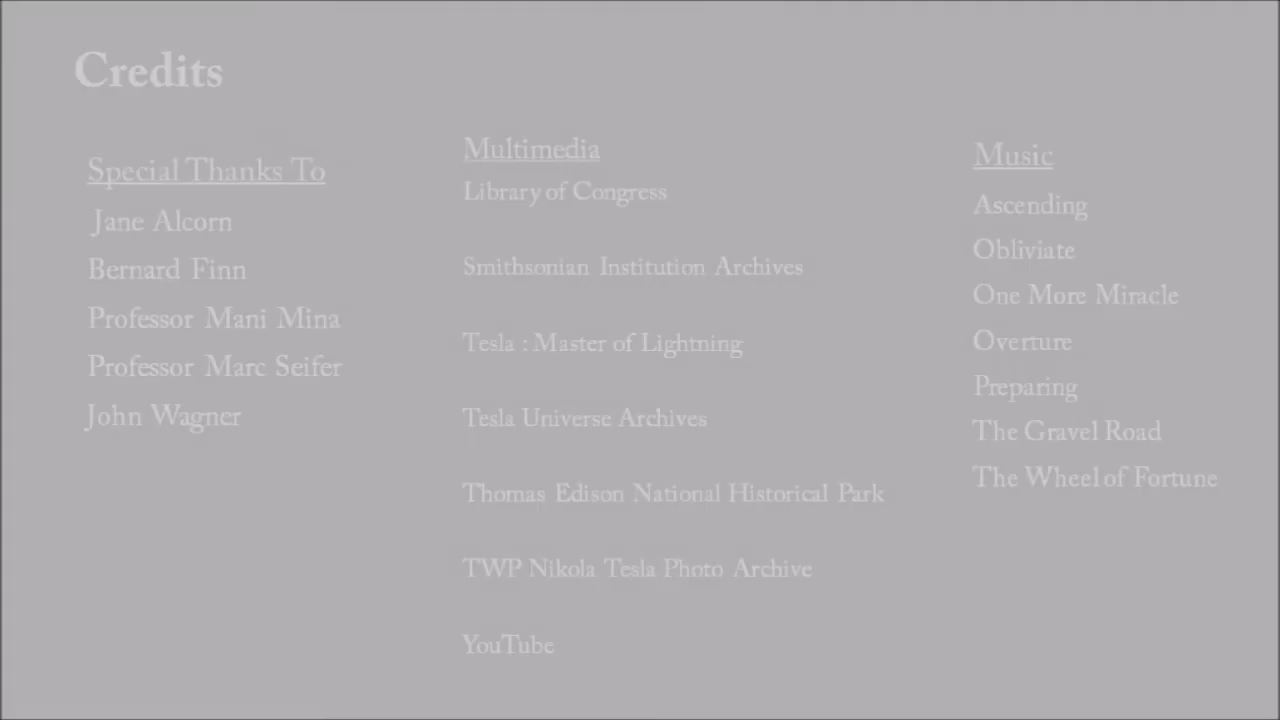 Credits
Special Thanks To
Jane Alcorn
Bernard Finn
Professor Mani Mina
Professor Marc Seifer
John Wagner
Multimedia
Library of Congress
Smithsonian Institution Archives
Tesla : Master of Lightning
Tesla Universe Archives
Thomas Edison National Historical Park
TWP Nikola Tesla Photo Archive
YouTube
Music
Ascending
Obliviate
One More Miracle
Overture
Preparing
The Gravel Road
The Wheel of Fortune